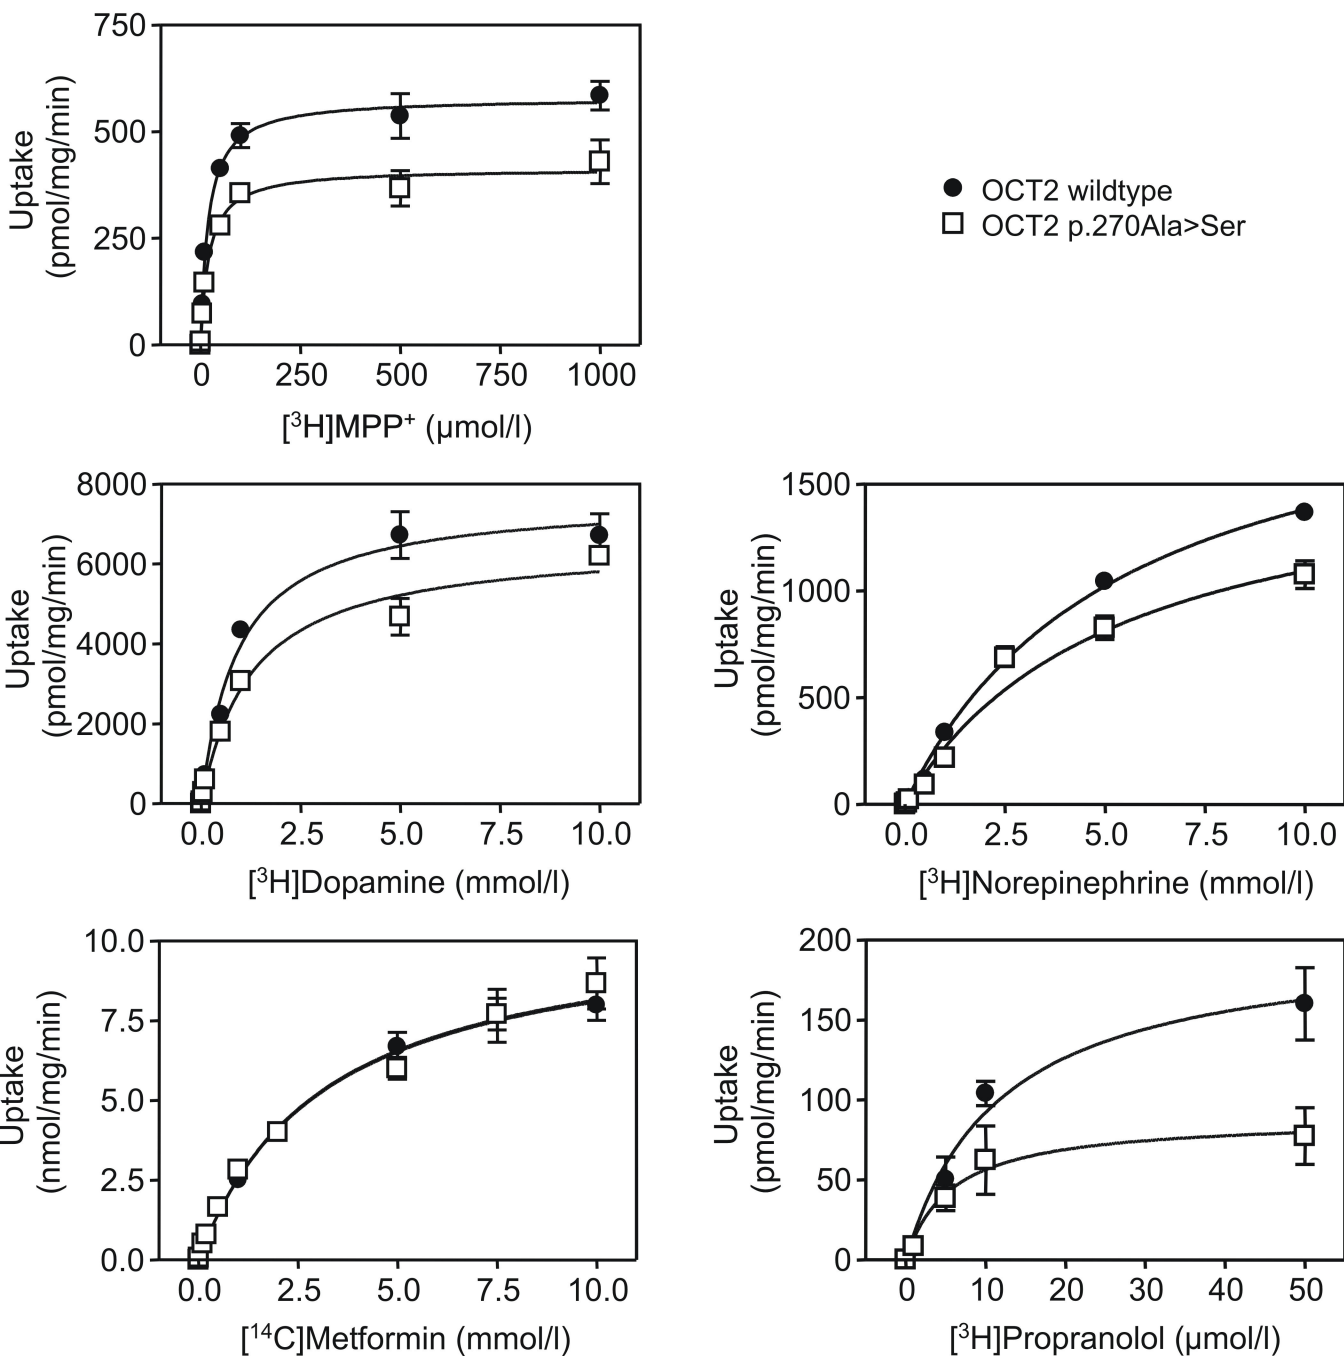 750
500
250
0
Uptake
(pmol/mg/min)
0 250 500 750 1000
[³H]MPP⁺ (µmol/l)
OCT2 wildtype
OCT2 p.270Ala>Ser
8000
6000
4000
2000
0
Uptake
(pmol/mg/min)
0.0 2.5 5.0 7.5 10.0
[³H]Dopamine (mmol/l)
1500
1000
500
0
Uptake
(pmol/mg/min)
0.0 2.5 5.0 7.5 10.0
[³H]Norepinephrine (mmol/l)
10.0
7.5
5.0
2.5
0.0
Uptake
(nmol/mg/min)
0.0 2.5 5.0 7.5 10.0
[¹⁴C]Metformin (mmol/l)
200
150
100
50
0
Uptake
(pmol/mg/min)
0 10 20 30 40 50
[³H]Propranolol (µmol/l)